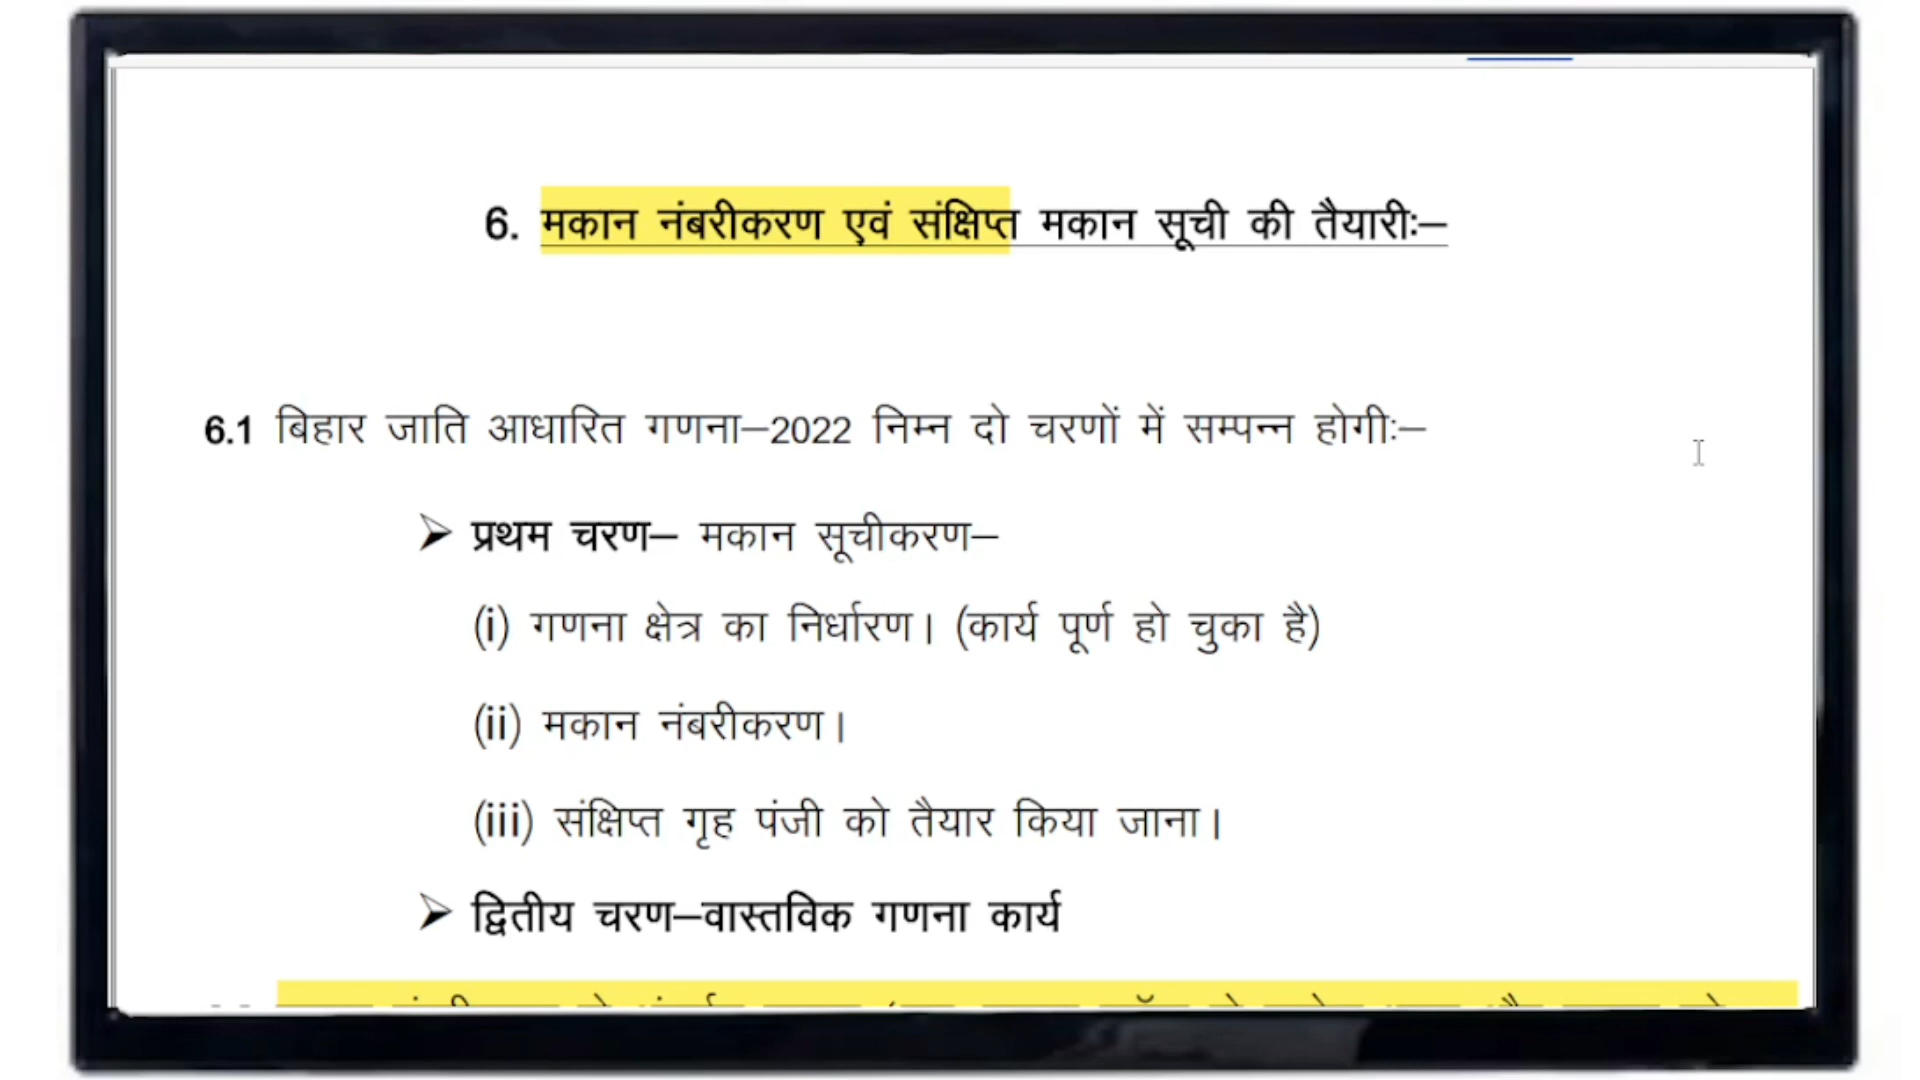 6. मकान नंबरीकरण एवं संक्षिप्त मकान सूची की तैयारीः–
6.1 बिहार जाति आधारित गणना–2022 निम्न दो चरणों में सम्पन्न होगीः–
➢ प्रथम चरण– मकान सूचीकरण–
(i) गणना क्षेत्र का निर्धारण। (कार्य पूर्ण हो चुका है)
(ii) मकान नंबरीकरण।
(iii) संक्षिप्त गृह पंजी को तैयार किया जाना।
➢ द्वितीय चरण–वास्तविक गणना कार्य